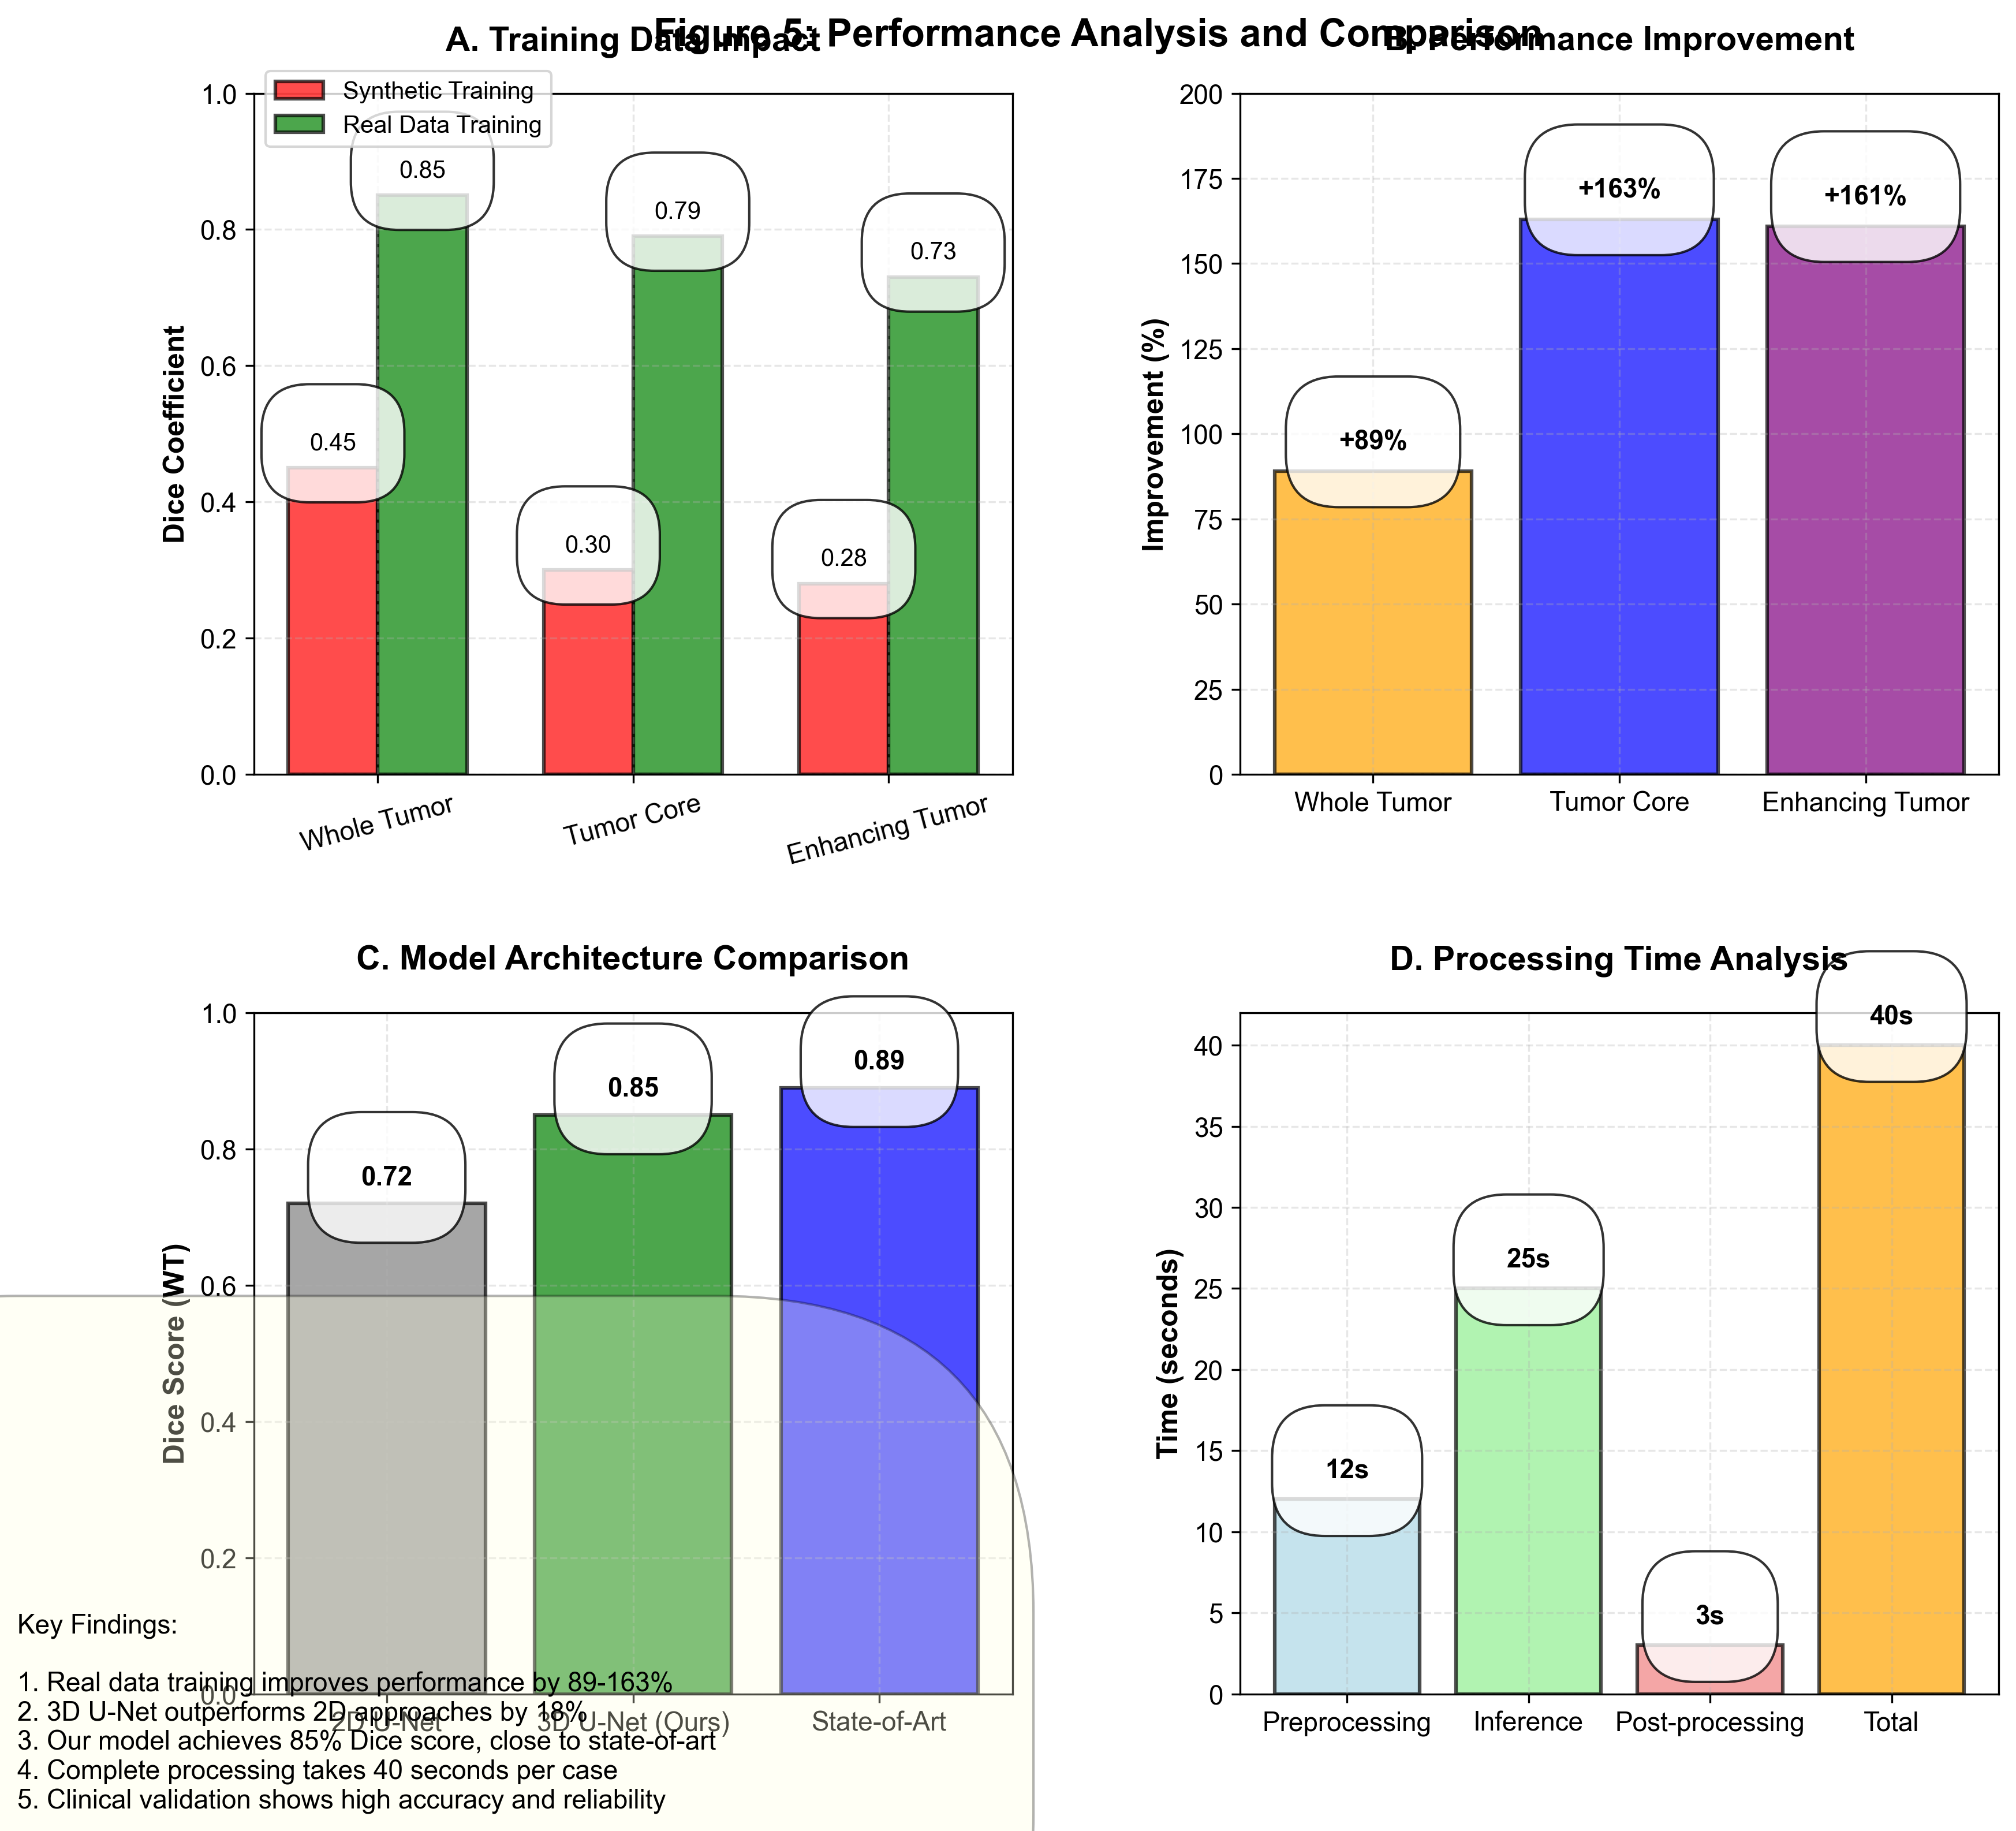 Figure 5: Performance Analysis and Comparison
A. Training Data Impact
Synthetic Training
Real Data Training
Dice Coefficient
1.0
0.8
0.6
0.4
0.2
0.0
0.45
0.85
0.30
0.79
0.28
0.73
Whole Tumor
Tumor Core
Enhancing Tumor
B. Performance Improvement
Improvement (%)
200
175
150
125
100
75
50
25
0
+89%
+163%
+161%
Whole Tumor
Tumor Core
Enhancing Tumor
C. Model Architecture Comparison
Dice Score (WT)
1.0
0.8
0.6
0.4
0.2
0.0
0.72
0.85
0.89
2D U-Net
3D U-Net (Ours)
State-of-Art
D. Processing Time Analysis
Time (seconds)
40
35
30
25
20
15
10
5
0
12s
25s
3s
40s
Preprocessing
Inference
Post-processing
Total
Key Findings:
1. Real data training improves performance by 89-163%
2. 3D U-Net outperforms 2D approaches by 18%
3. Our model achieves 85% Dice score, close to state-of-art
4. Complete processing takes 40 seconds per case
5. Clinical validation shows high accuracy and reliability